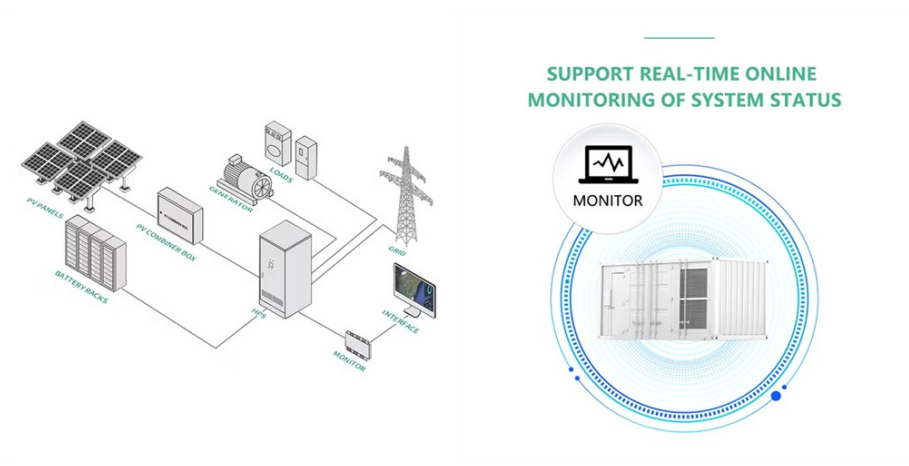 SUPPORT REAL-TIME ONLINE
MONITORING OF SYSTEM STATUS
MONITOR
LOADS
GENERATOR
PV PANELS
PV COMBINER BOX
GRID
BATTERY RACKS
HPS
INTERFACE
MONITOR